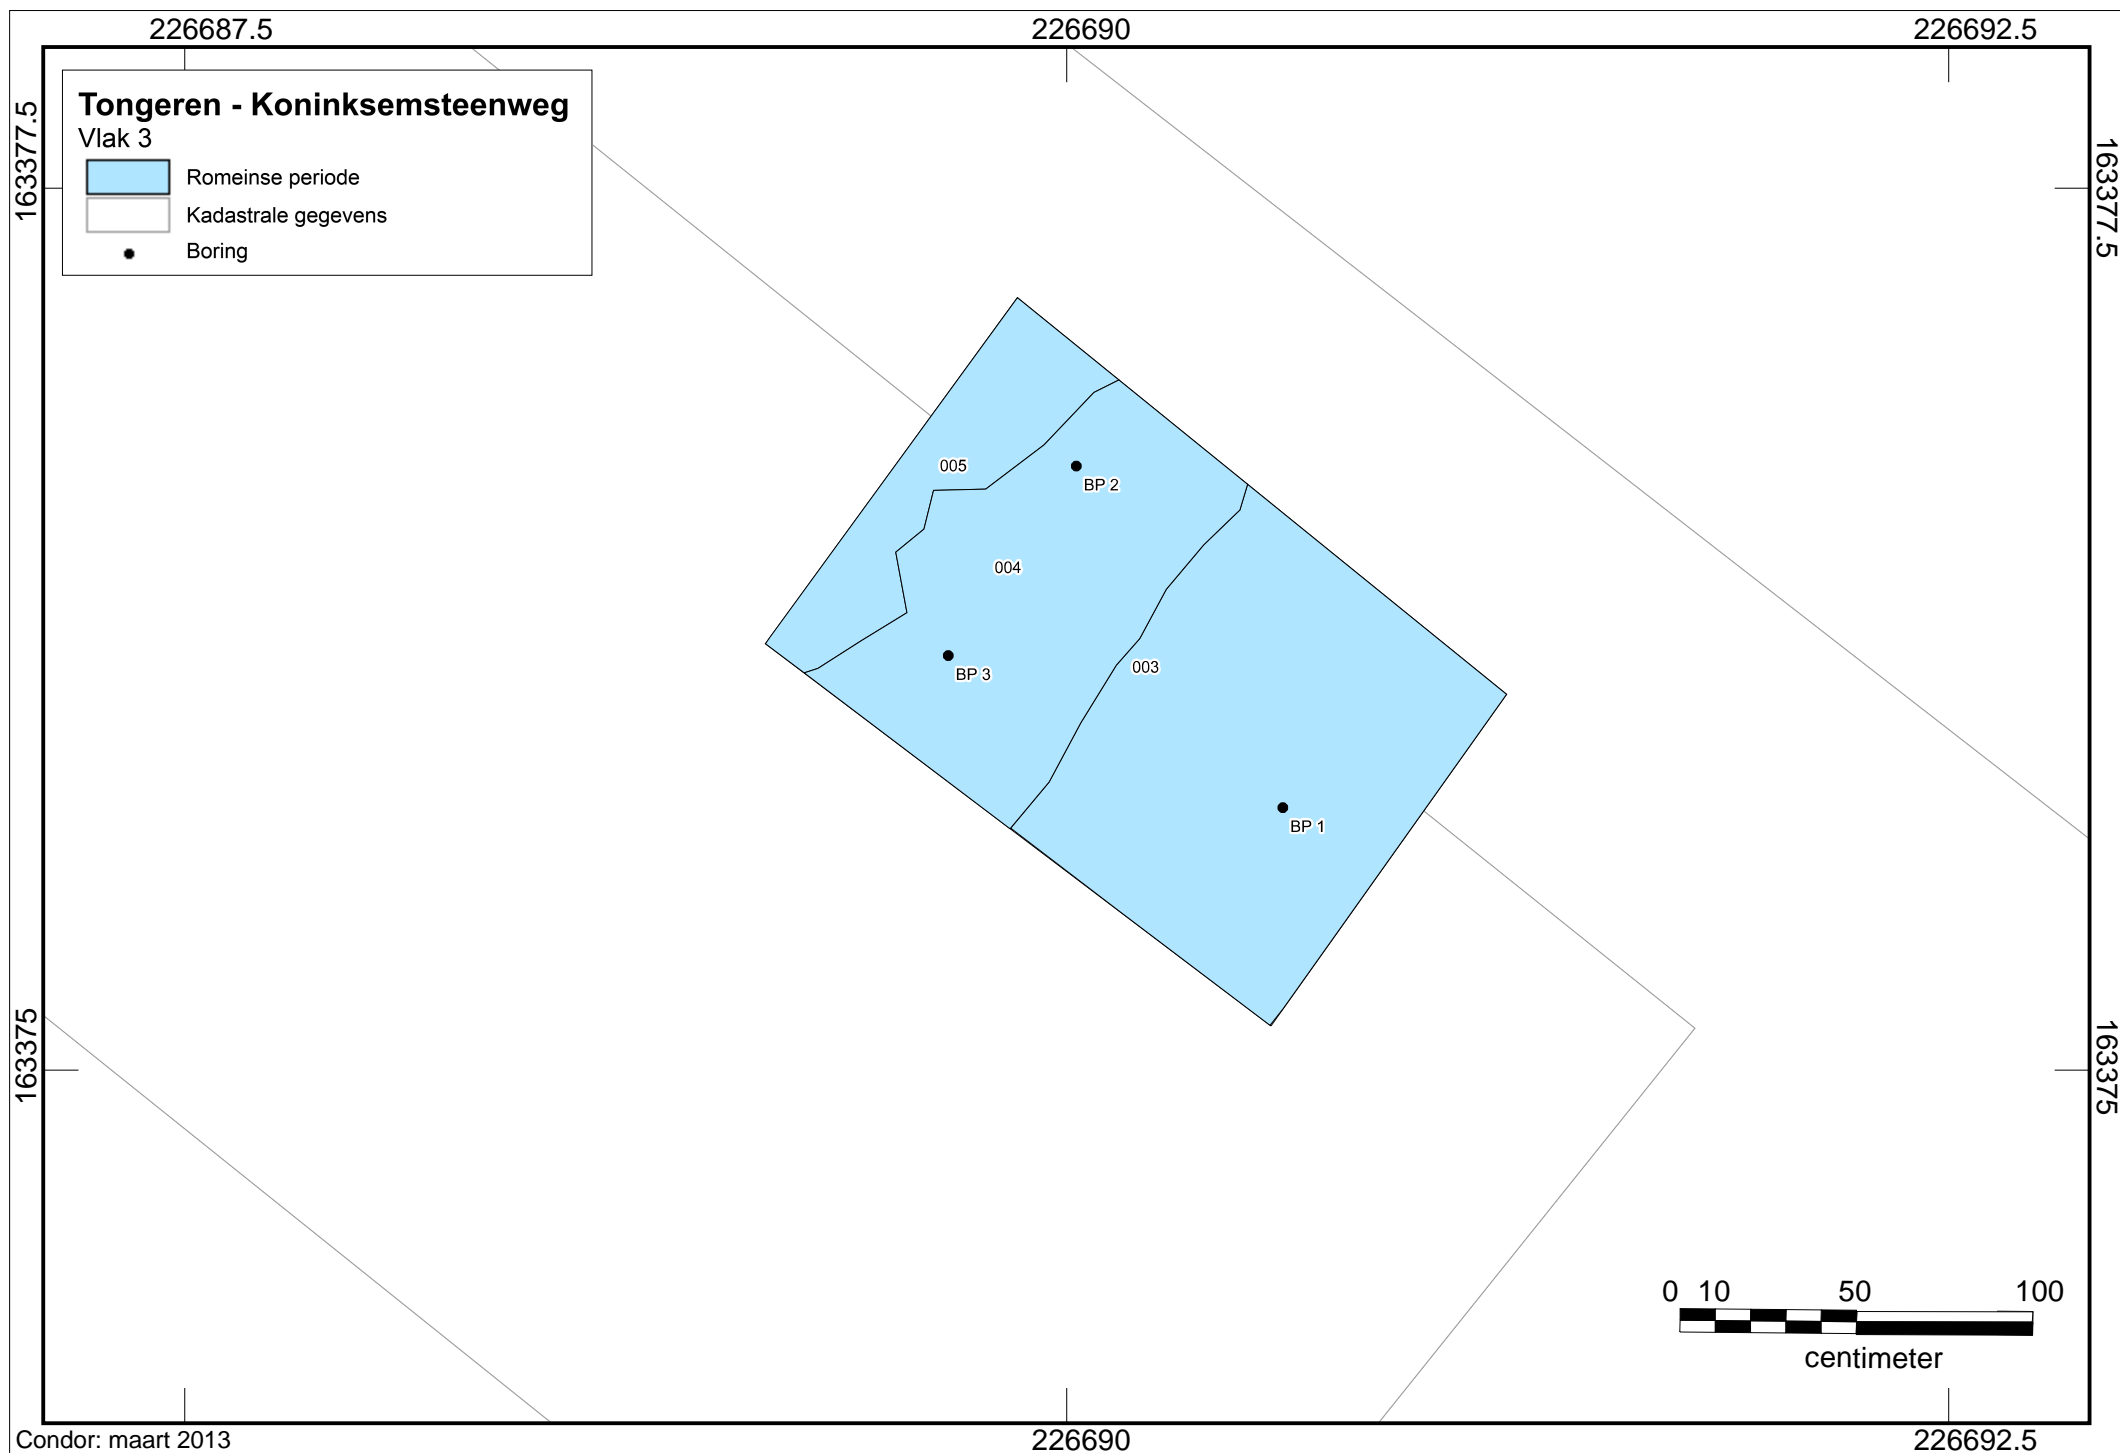 226687.5 226690 226692.5
163377.5
163377.5
Tongeren - Koninksemsteenweg
Vlak 3
Romeinse periode
Kadastrale gegevens
Boring
005
BP 2
004
003
BP 3
BP 1
163375
163375
0 10 50 100
centimeter
Condor: maart 2013
226690 226692.5